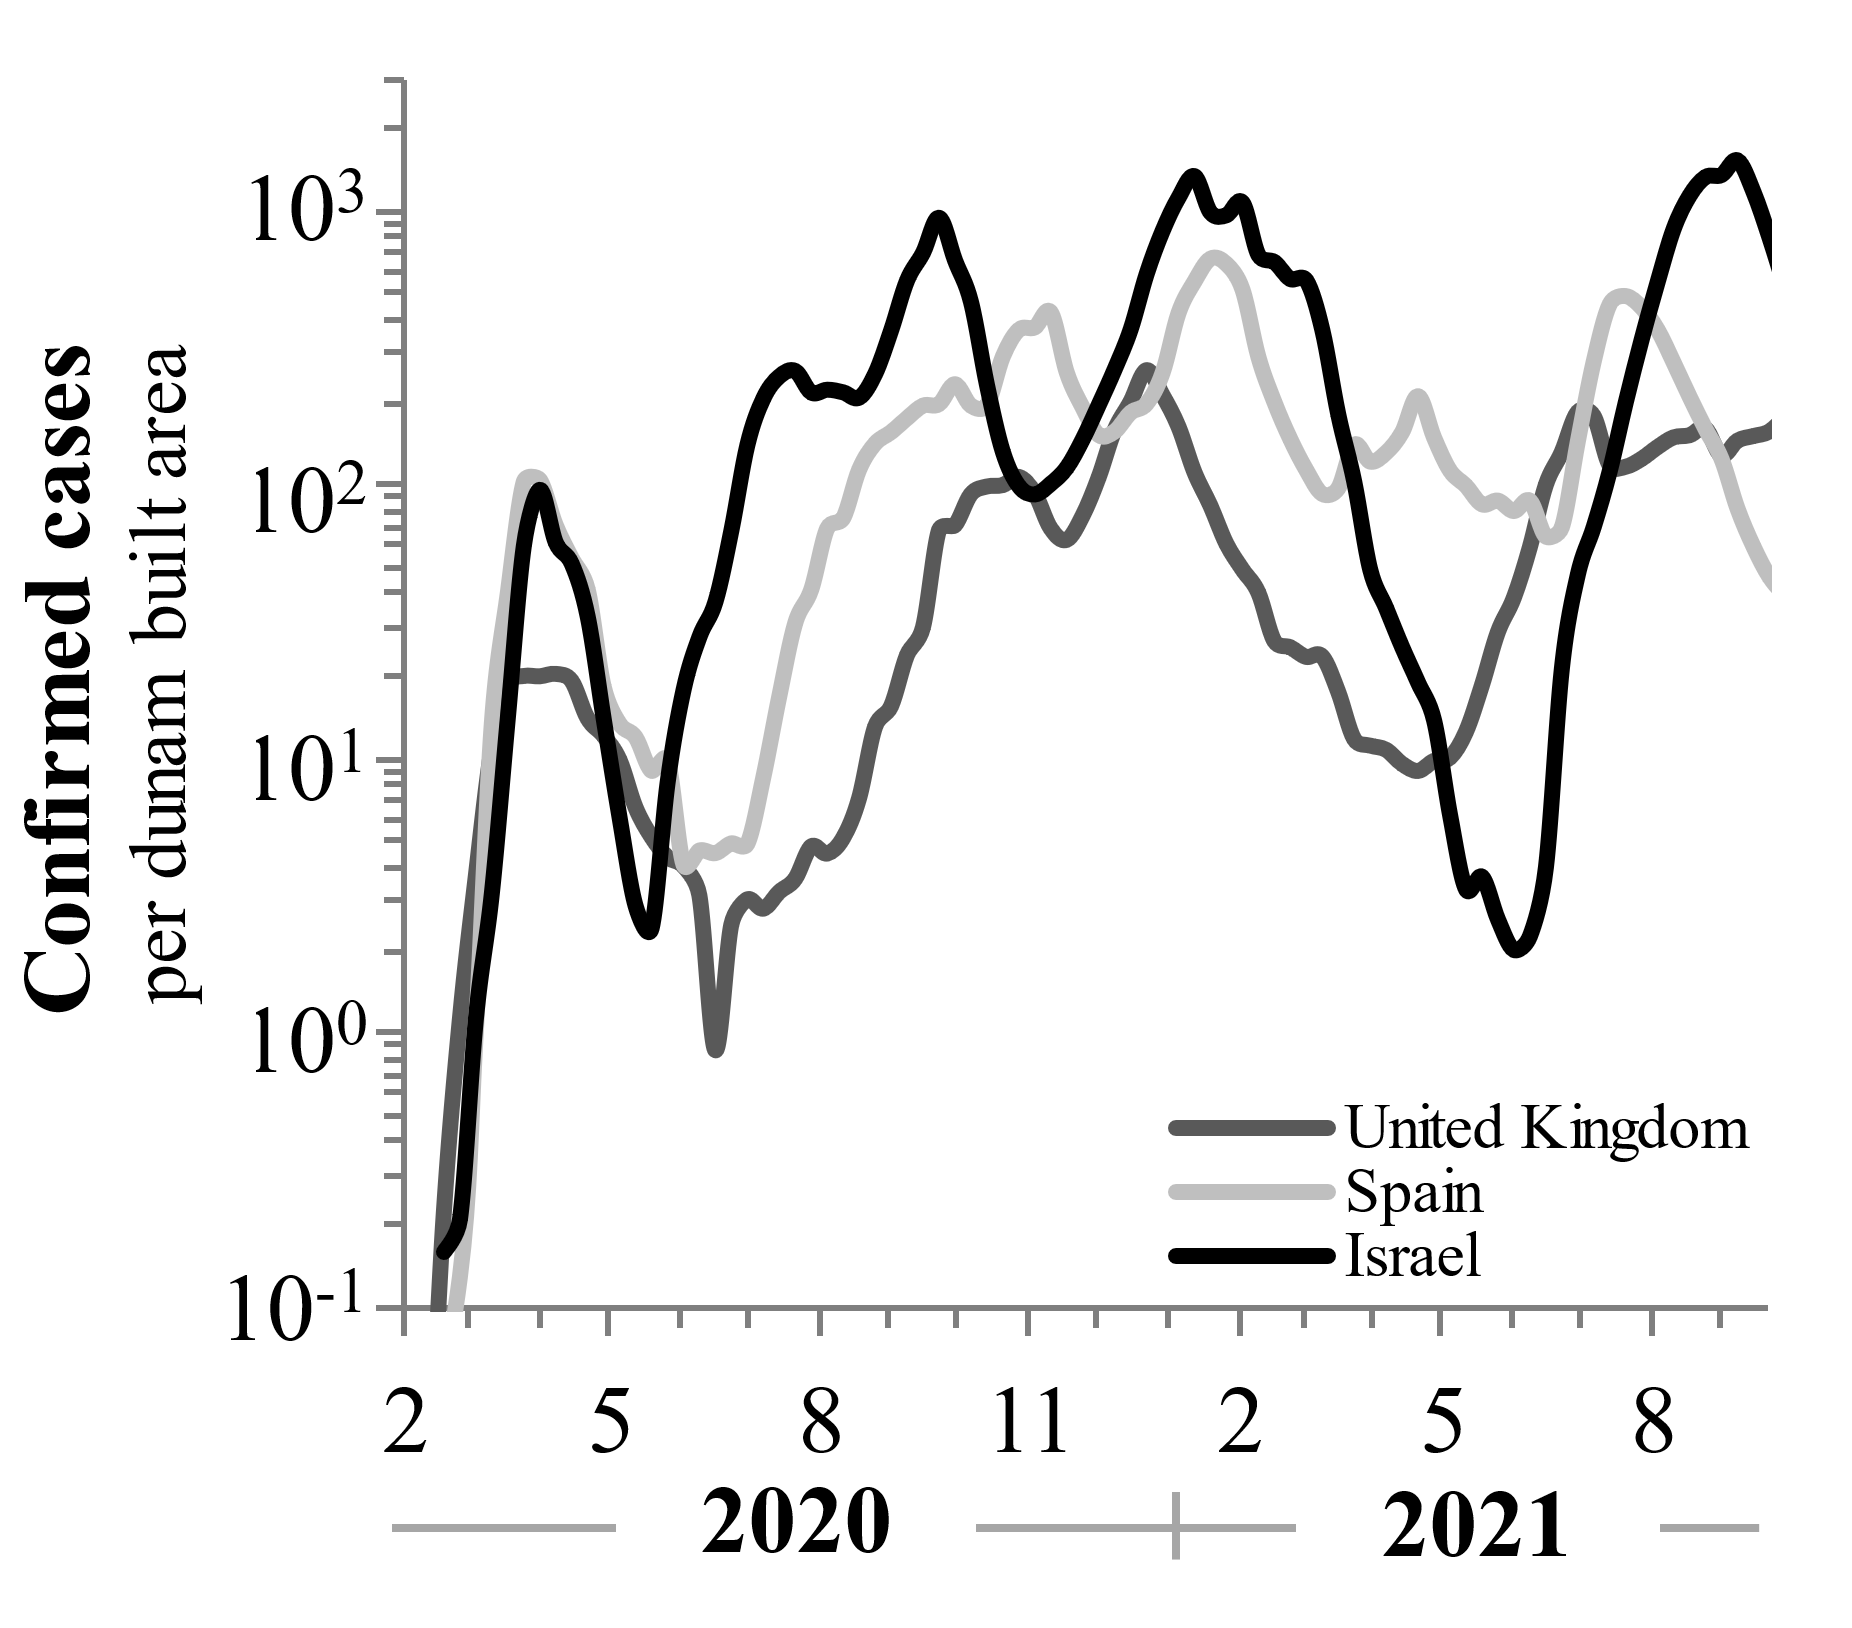 Confirmed cases
per dunam built area
10³
10²
10¹
10⁰
10⁻¹
United Kingdom
Spain
Israel
2 5 8 11 2 5 8
2020 2021